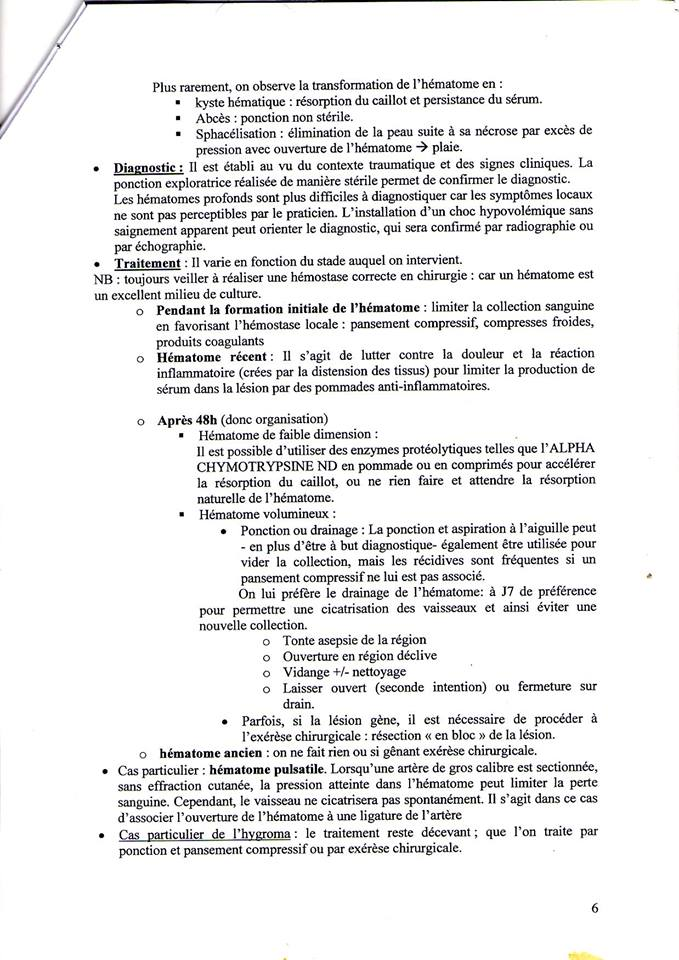 Plus rarement, on observe la transformation de l'hématome en :
▪ kyste hématique : résorption du caillot et persistance du sérum.
▪ Abcès : ponction non stérile.
▪ Sphacélisation : élimination de la peau suite à sa nécrose par excès de
pression avec ouverture de l'hématome → plaie.
• Diagnostic : Il est établi au vu du contexte traumatique et des signes cliniques. La
ponction exploratrice réalisée de manière stérile permet de confirmer le diagnostic.
Les hématomes profonds sont plus difficiles à diagnostiquer car les symptômes locaux
ne sont pas perceptibles par le praticien. L'installation d'un choc hypovolémique sans
saignement apparent peut orienter le diagnostic, qui sera confirmé par radiographie ou
par échographie.
• Traitement : Il varie en fonction du stade auquel on intervient.
NB : toujours veiller à réaliser une hémostase correcte en chirurgie : car un hématome est
un excellent milieu de culture.
o Pendant la formation initiale de l'hématome : limiter la collection sanguine
en favorisant l'hémostase locale : pansement compressif, compresses froides,
produits coagulants
o Hématome récent : Il s'agit de lutter contre la douleur et la réaction
inflammatoire (crées par la distension des tissus) pour limiter la production de
sérum dans la lésion par des pommades anti-inflammatoires.
o Après 48h (donc organisation)
▪ Hématome de faible dimension :
Il est possible d'utiliser des enzymes protéolytiques telles que l'ALPHA
CHYMOTRYPSINE ND en pommade ou en comprimés pour accélérer
la résorption du caillot, ou ne rien faire et attendre la résorption
naturelle de l'hématome.
▪ Hématome volumineux :
• Ponction ou drainage : La ponction et aspiration à l'aiguille peut
- en plus d'être à but diagnostique- également être utilisée pour
vider la collection, mais les récidives sont fréquentes si un
pansement compressif ne lui est pas associé.
On lui préfère le drainage de l'hématome: à J7 de préférence
pour permettre une cicatrisation des vaisseaux et ainsi éviter une
nouvelle collection.
o Tonte asepsie de la région
o Ouverture en région déclive
o Vidange +/- nettoyage
o Laisser ouvert (seconde intention) ou fermeture sur
drain.
• Parfois, si la lésion gène, il est nécessaire de procéder à
l'exérèse chirurgicale : résection « en bloc » de la lésion.
o hématome ancien : on ne fait rien ou si gênant exérèse chirurgicale.
• Cas particulier : hématome pulsatile. Lorsqu'une artère de gros calibre est sectionnée,
sans effraction cutanée, la pression atteinte dans l'hématome peut limiter la perte
sanguine. Cependant, le vaisseau ne cicatrisera pas spontanément. Il s'agit dans ce cas
d'associer l'ouverture de l'hématome à une ligature de l'artère
• Cas particulier de l'hygroma : le traitement reste décevant ; que l'on traite par
ponction et pansement compressif ou par exérèse chirurgicale.
6